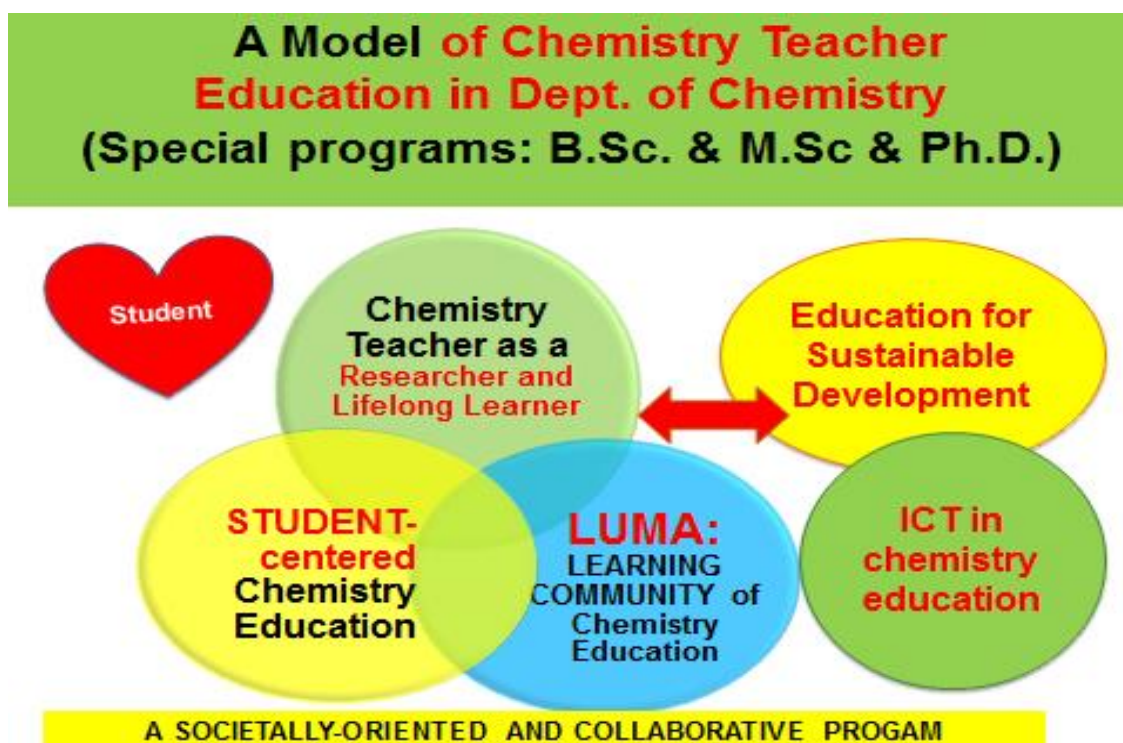 A Model of Chemistry Teacher
Education in Dept. of Chemistry
(Special programs: B.Sc. & M.Sc & Ph.D.)
Student
Chemistry
Teacher as a
Researcher and
Lifelong Learner
Education for
Sustainable
Development
STUDENT-
centered
Chemistry
Education
LUMA:
LEARNING
COMMUNITY of
Chemistry
Education
ICT in
chemistry
education
A SOCIETALLY-ORIENTED AND COLLABORATIVE PROGAM